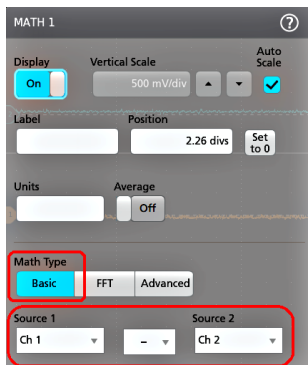 MATH 1 ?
Auto
Display Vertical Scale Scale
On 500 mV/div
Label Position
2.26 divs Set
to 0
Units Average
Off
Math Type
Basic FFT Advanced
Source 1 Source 2
Ch 1 – Ch 2